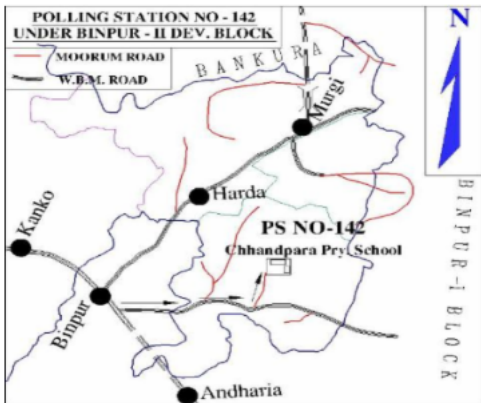 POLLING STATION NO - 142
UNDER BINPUR - II DEV. BLOCK
MOORUM ROAD
W.B.M. ROAD
BANKURA
N
Murgi
Harda
Kanko
PS NO-142
Chhandpara Pry. School
Binpur
Andharia
BINPUR-I BLOCK